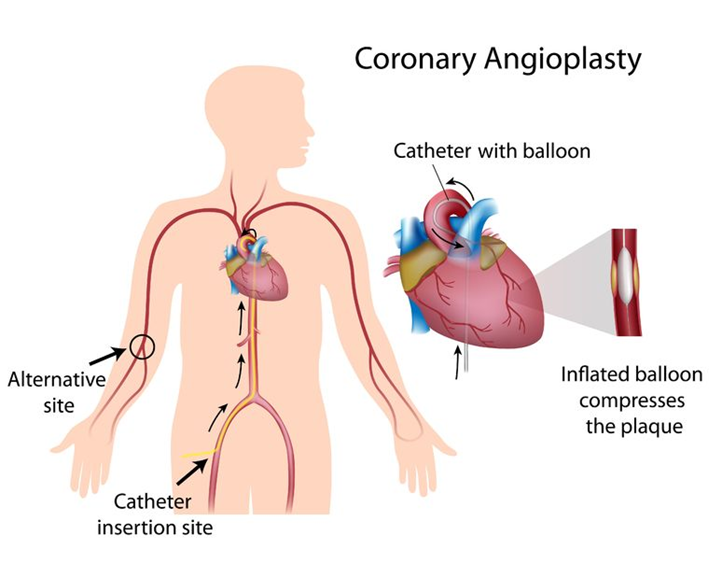 Coronary Angioplasty
Catheter with balloon
Alternative
site
Inflated balloon
compresses
the plaque
Catheter
insertion site